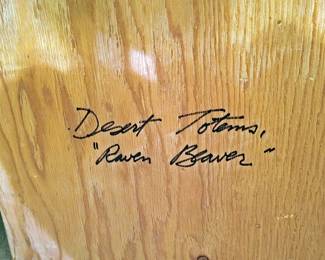 Desert Totems,
"Raven Beaver"